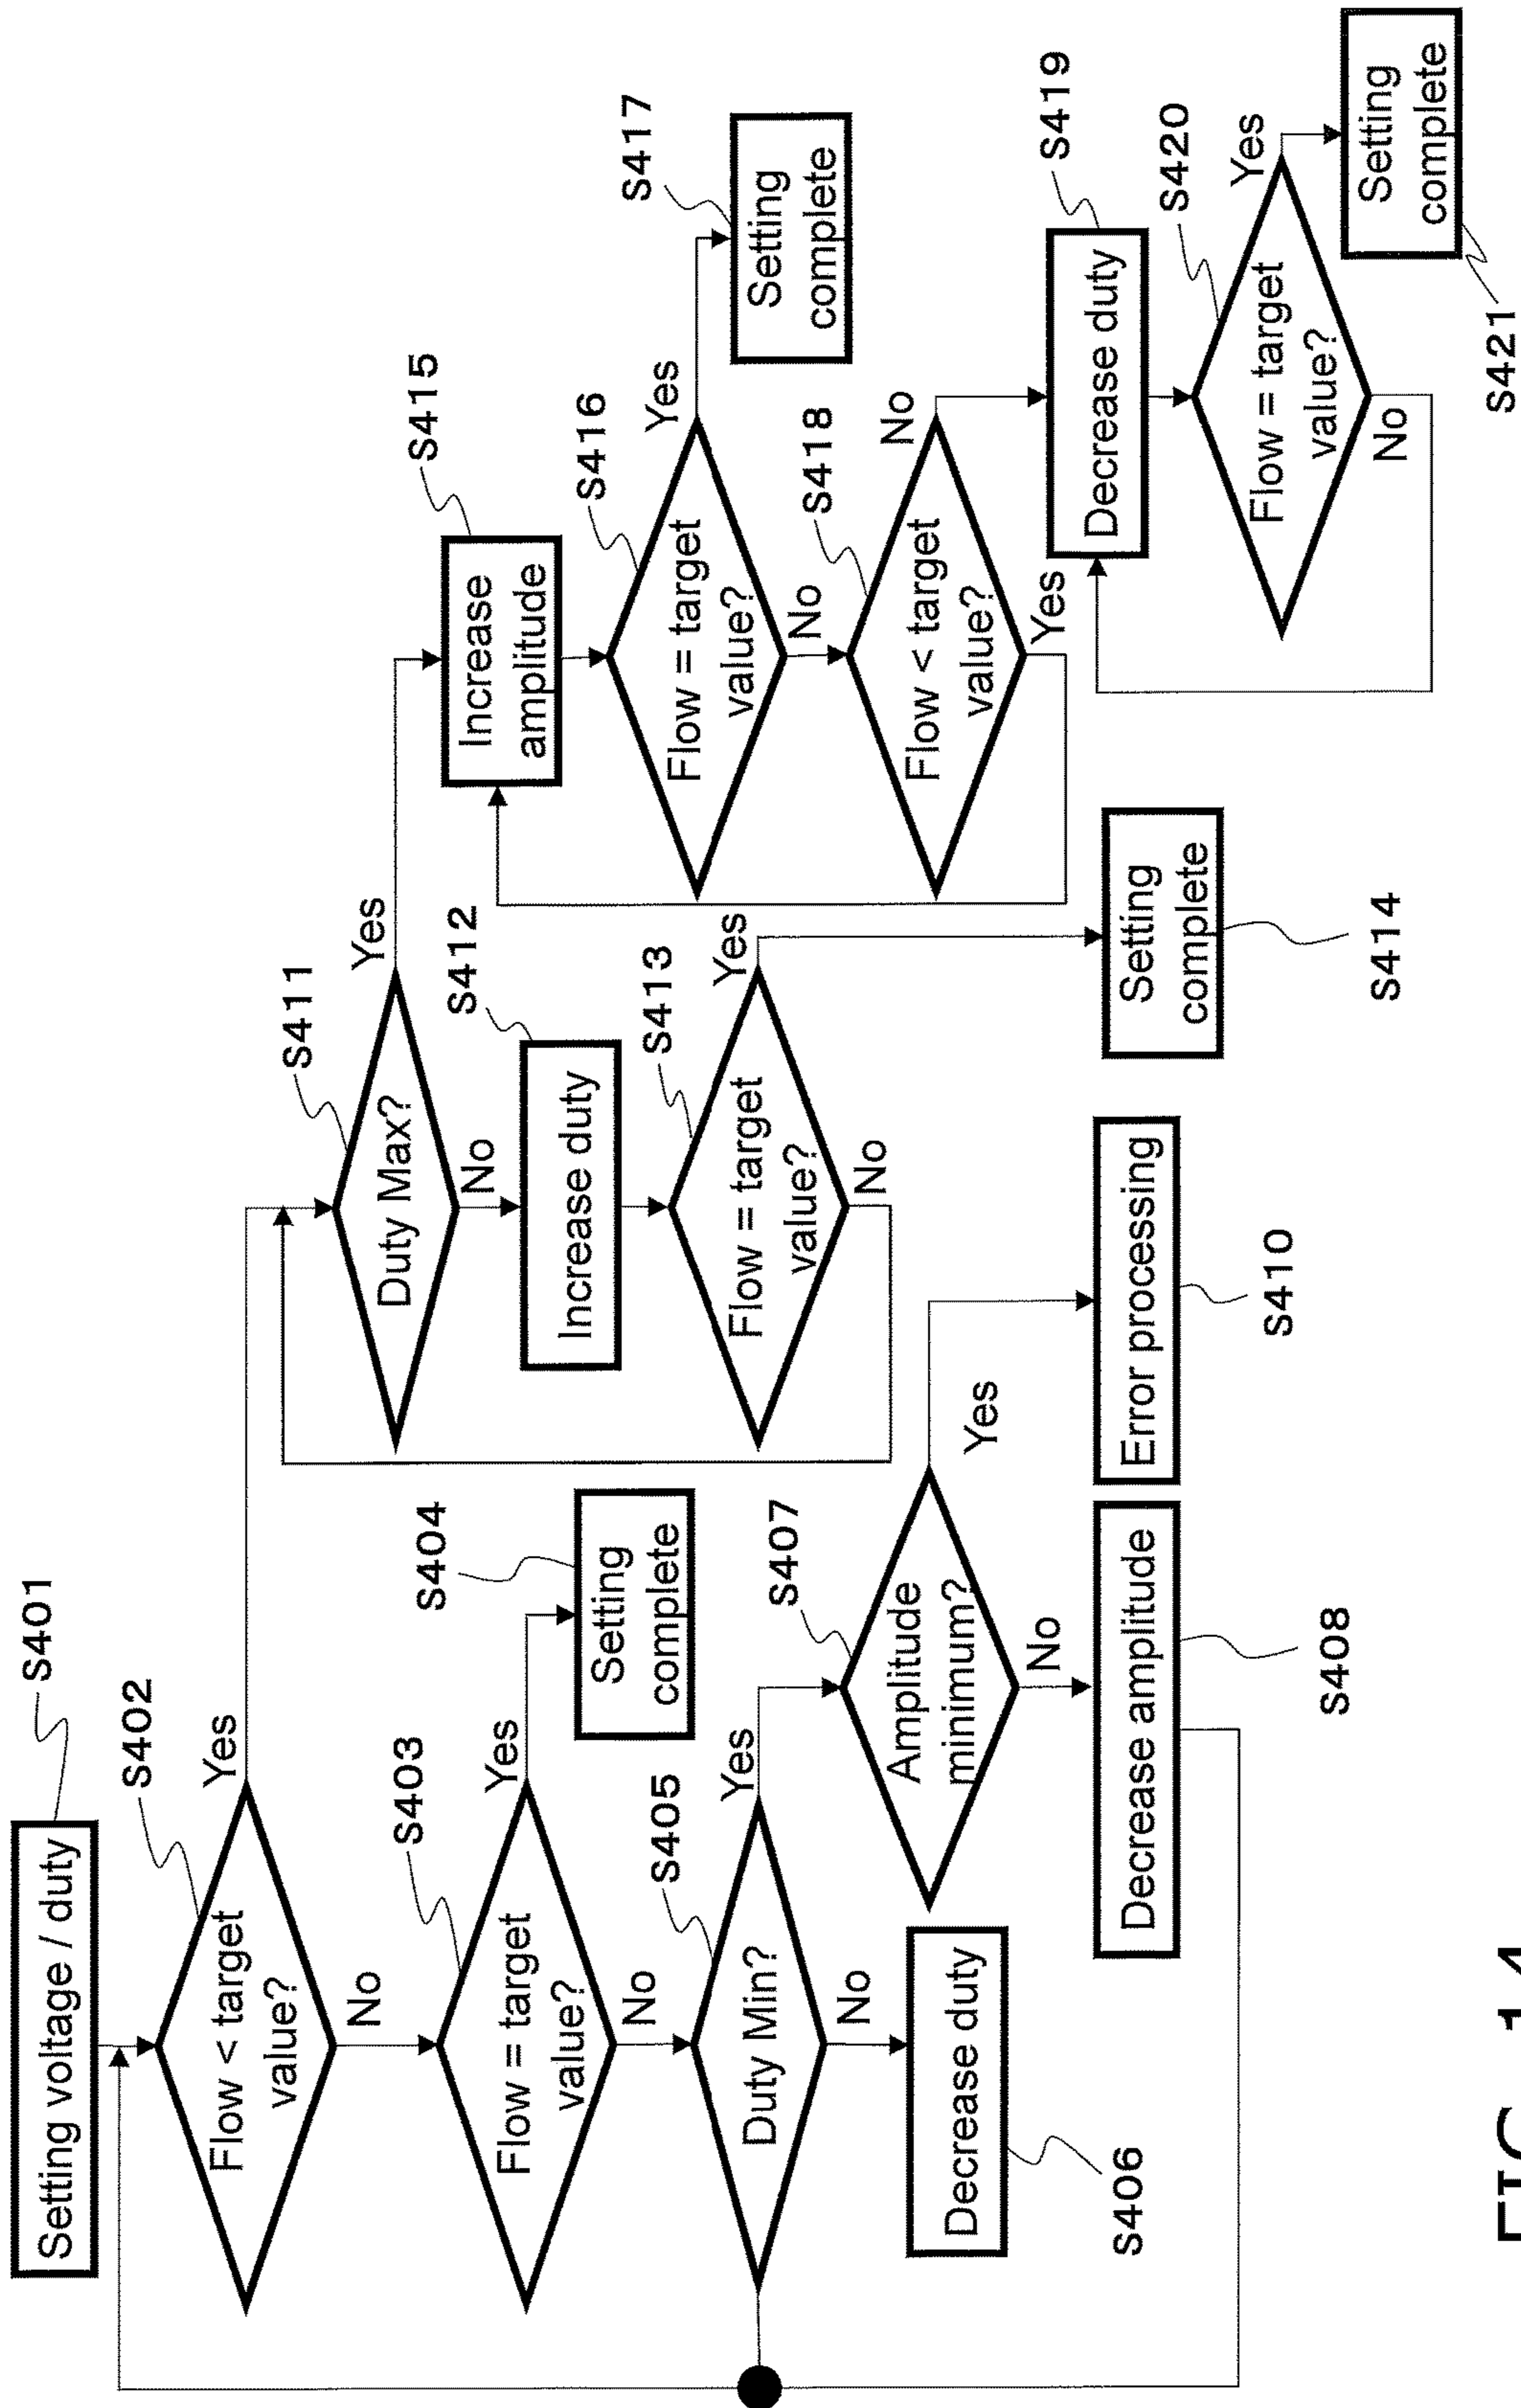 Setting voltage / duty
S401
Flow < target
value?
S402
Yes
No
Flow = target
value?
S403
Yes
No
Setting
complete
S404
Duty Min?
S405
Yes
No
Decrease duty
S406
Amplitude
minimum?
S407
Yes
No
Decrease amplitude
S408
Error processing
S410
Duty Max?
S411
Yes
No
Increase duty
S412
Flow = target
value?
S413
Yes
No
Setting
complete
S414
Increase
amplitude
S415
Flow = target
value?
S416
Yes
No
Setting
complete
S417
Flow < target
value?
S418
No
Yes
Decrease duty
S419
Flow = target
value?
S420
Yes
No
Setting
complete
S421